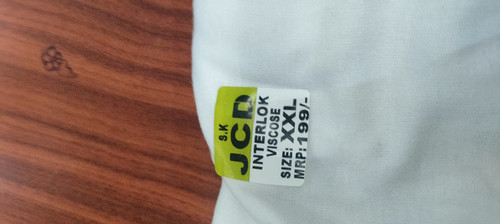 S.K
JCD
INTERLOK
VISCOSE
SIZE: XXL
MRP: 199/-